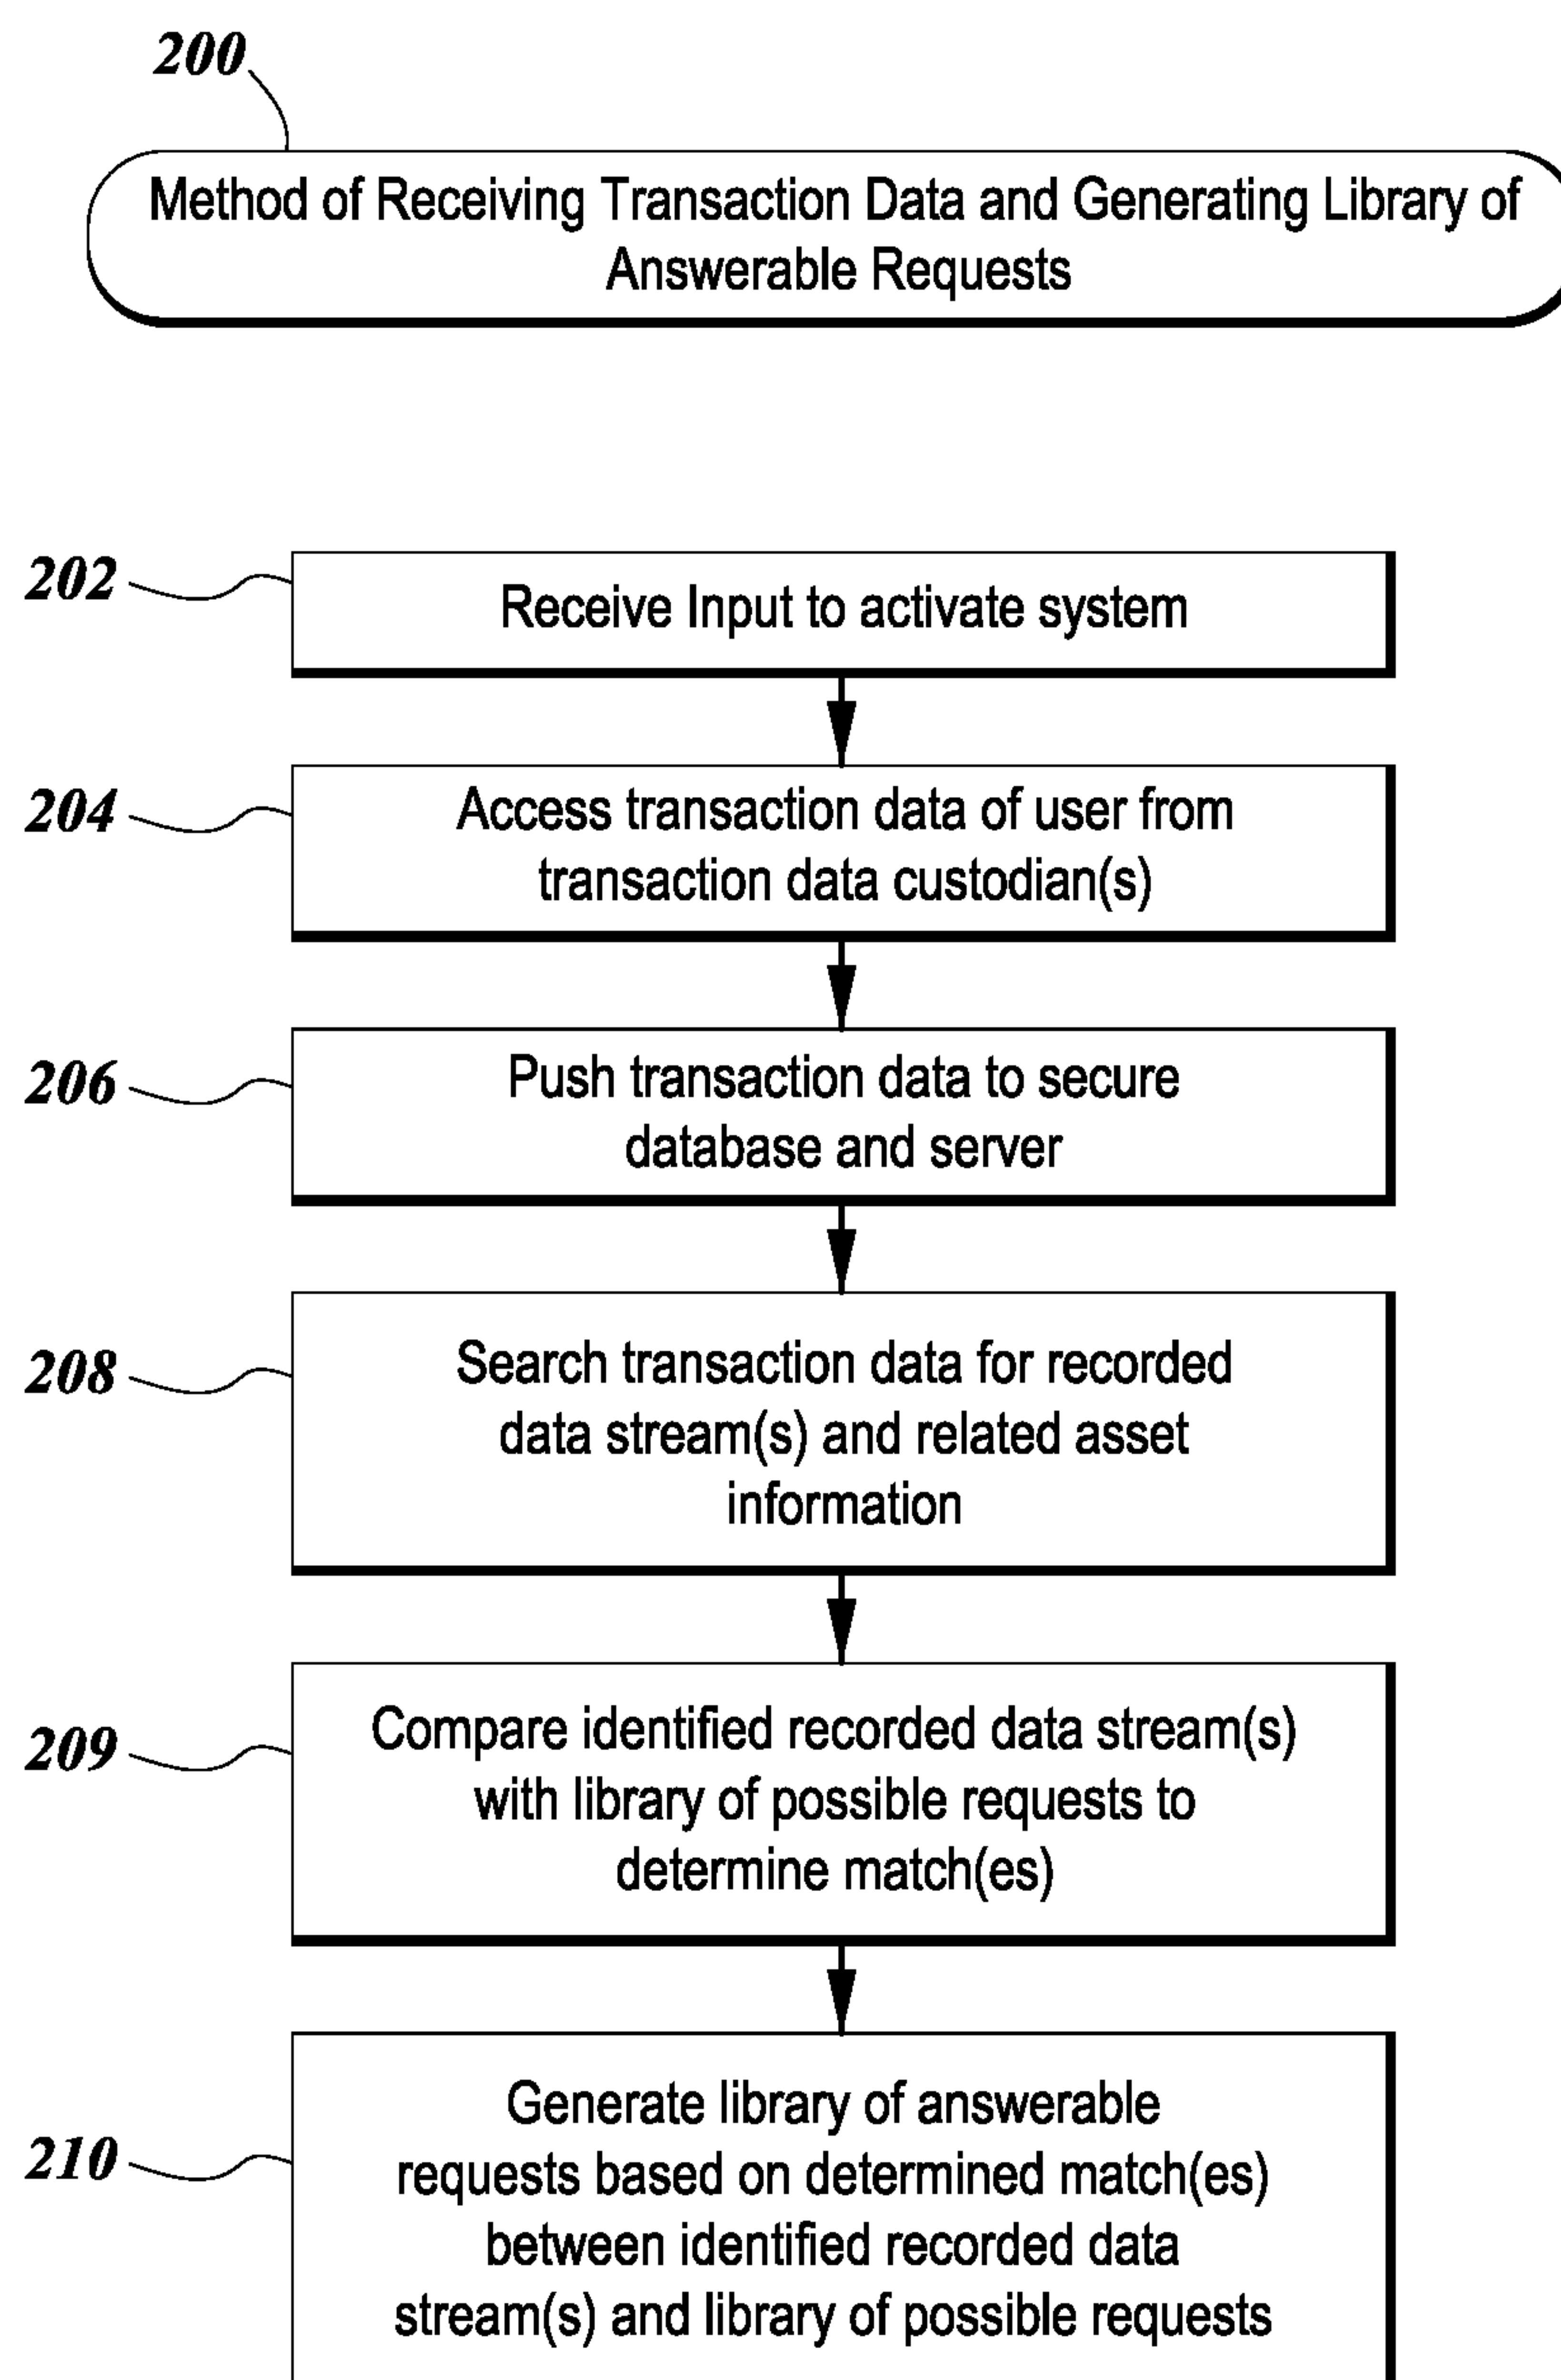 200
Method of Receiving Transaction Data and Generating Library of
Answerable Requests
202
Receive Input to activate system
204
Access transaction data of user from
transaction data custodian(s)
206
Push transaction data to secure
database and server
208
Search transaction data for recorded
data stream(s) and related asset
information
209
Compare identified recorded data stream(s)
with library of possible requests to
determine match(es)
210
Generate library of answerable
requests based on determined match(es)
between identified recorded data
stream(s) and library of possible requests